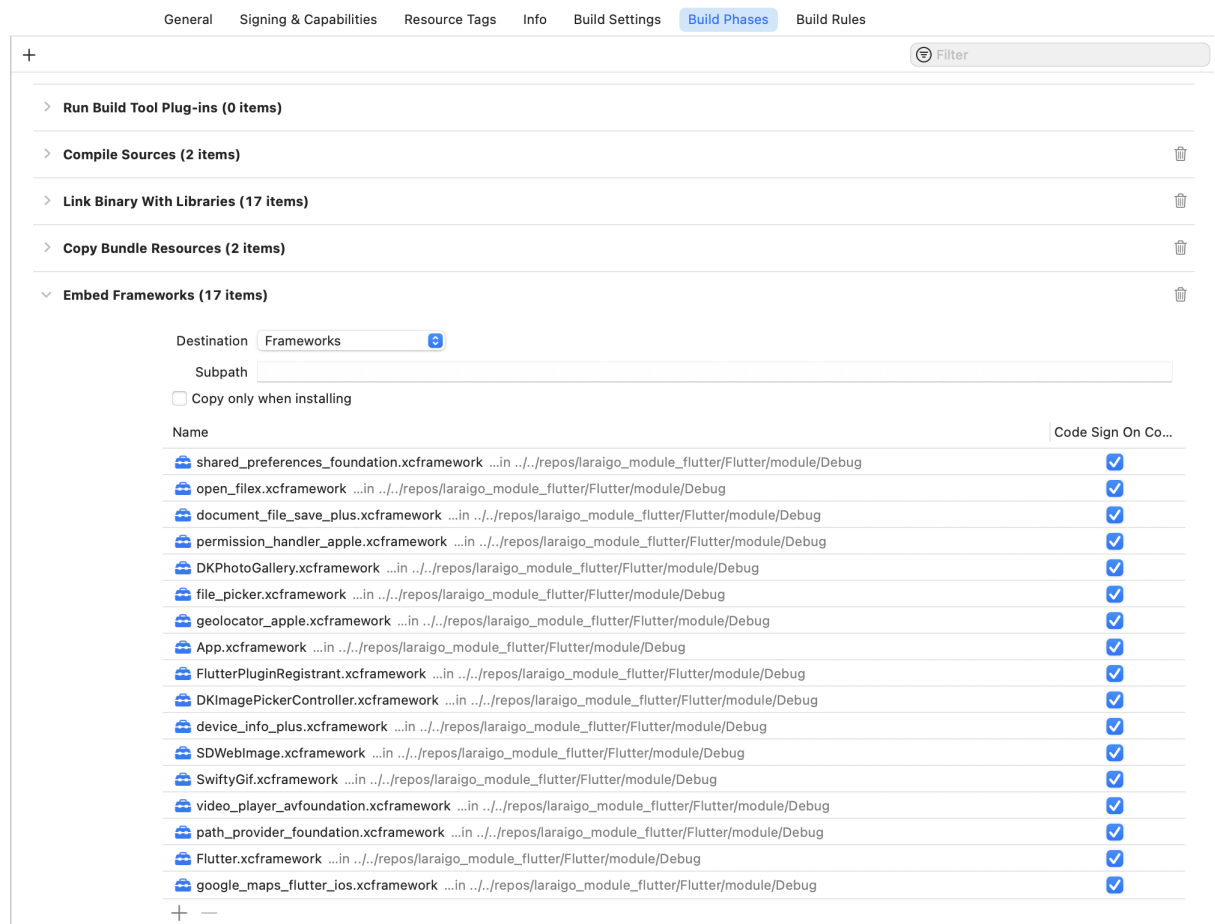 General Signing & Capabilities Resource Tags Info Build Settings Build Phases Build Rules
Filter
Run Build Tool Plug-ins (0 items)
Compile Sources (2 items)
Link Binary With Libraries (17 items)
Copy Bundle Resources (2 items)
Embed Frameworks (17 items)
Destination Frameworks
Subpath
Copy only when installing
Name Code Sign On Co...
shared_preferences_foundation.xcframework ...in ../../repos/laraigo_module_flutter/Flutter/module/Debug
open_filex.xcframework ...in ../../repos/laraigo_module_flutter/Flutter/module/Debug
document_file_save_plus.xcframework ...in ../../repos/laraigo_module_flutter/Flutter/module/Debug
permission_handler_apple.xcframework ...in ../../repos/laraigo_module_flutter/Flutter/module/Debug
DKPhotoGallery.xcframework ...in ../../repos/laraigo_module_flutter/Flutter/module/Debug
file_picker.xcframework ...in ../../repos/laraigo_module_flutter/Flutter/module/Debug
geolocator_apple.xcframework ...in ../../repos/laraigo_module_flutter/Flutter/module/Debug
App.xcframework ...in ../../repos/laraigo_module_flutter/Flutter/module/Debug
FlutterPluginRegistrant.xcframework ...in ../../repos/laraigo_module_flutter/Flutter/module/Debug
DKImagePickerController.xcframework ...in ../../repos/laraigo_module_flutter/Flutter/module/Debug
device_info_plus.xcframework ...in ../../repos/laraigo_module_flutter/Flutter/module/Debug
SDWebImage.xcframework ...in ../../repos/laraigo_module_flutter/Flutter/module/Debug
SwiftyGif.xcframework ...in ../../repos/laraigo_module_flutter/Flutter/module/Debug
video_player_avfoundation.xcframework ...in ../../repos/laraigo_module_flutter/Flutter/module/Debug
path_provider_foundation.xcframework ...in ../../repos/laraigo_module_flutter/Flutter/module/Debug
Flutter.xcframework ...in ../../repos/laraigo_module_flutter/Flutter/module/Debug
google_maps_flutter_ios.xcframework ...in ../../repos/laraigo_module_flutter/Flutter/module/Debug